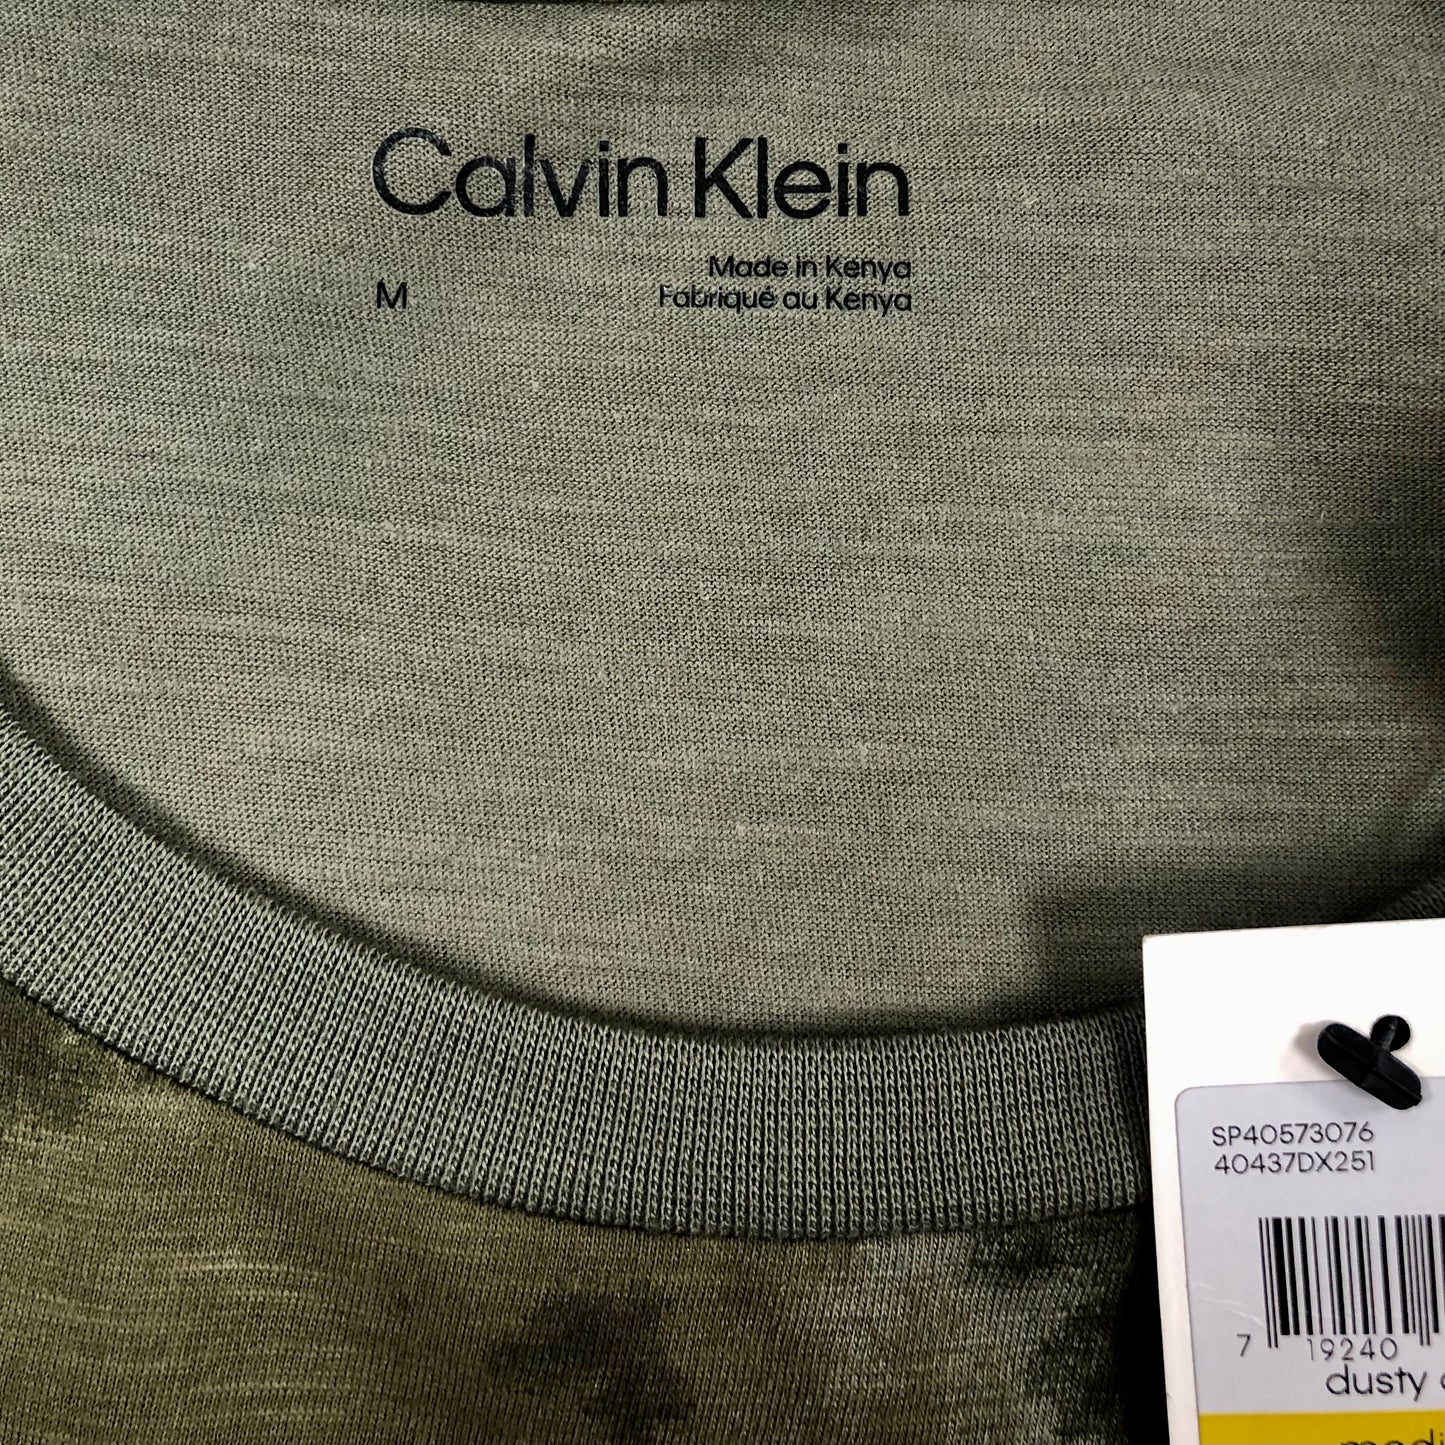 Calvin Klein
M
Made in Kenya
Fabriqué au Kenya
SP40573076
40437DX251
7 19240
dusty